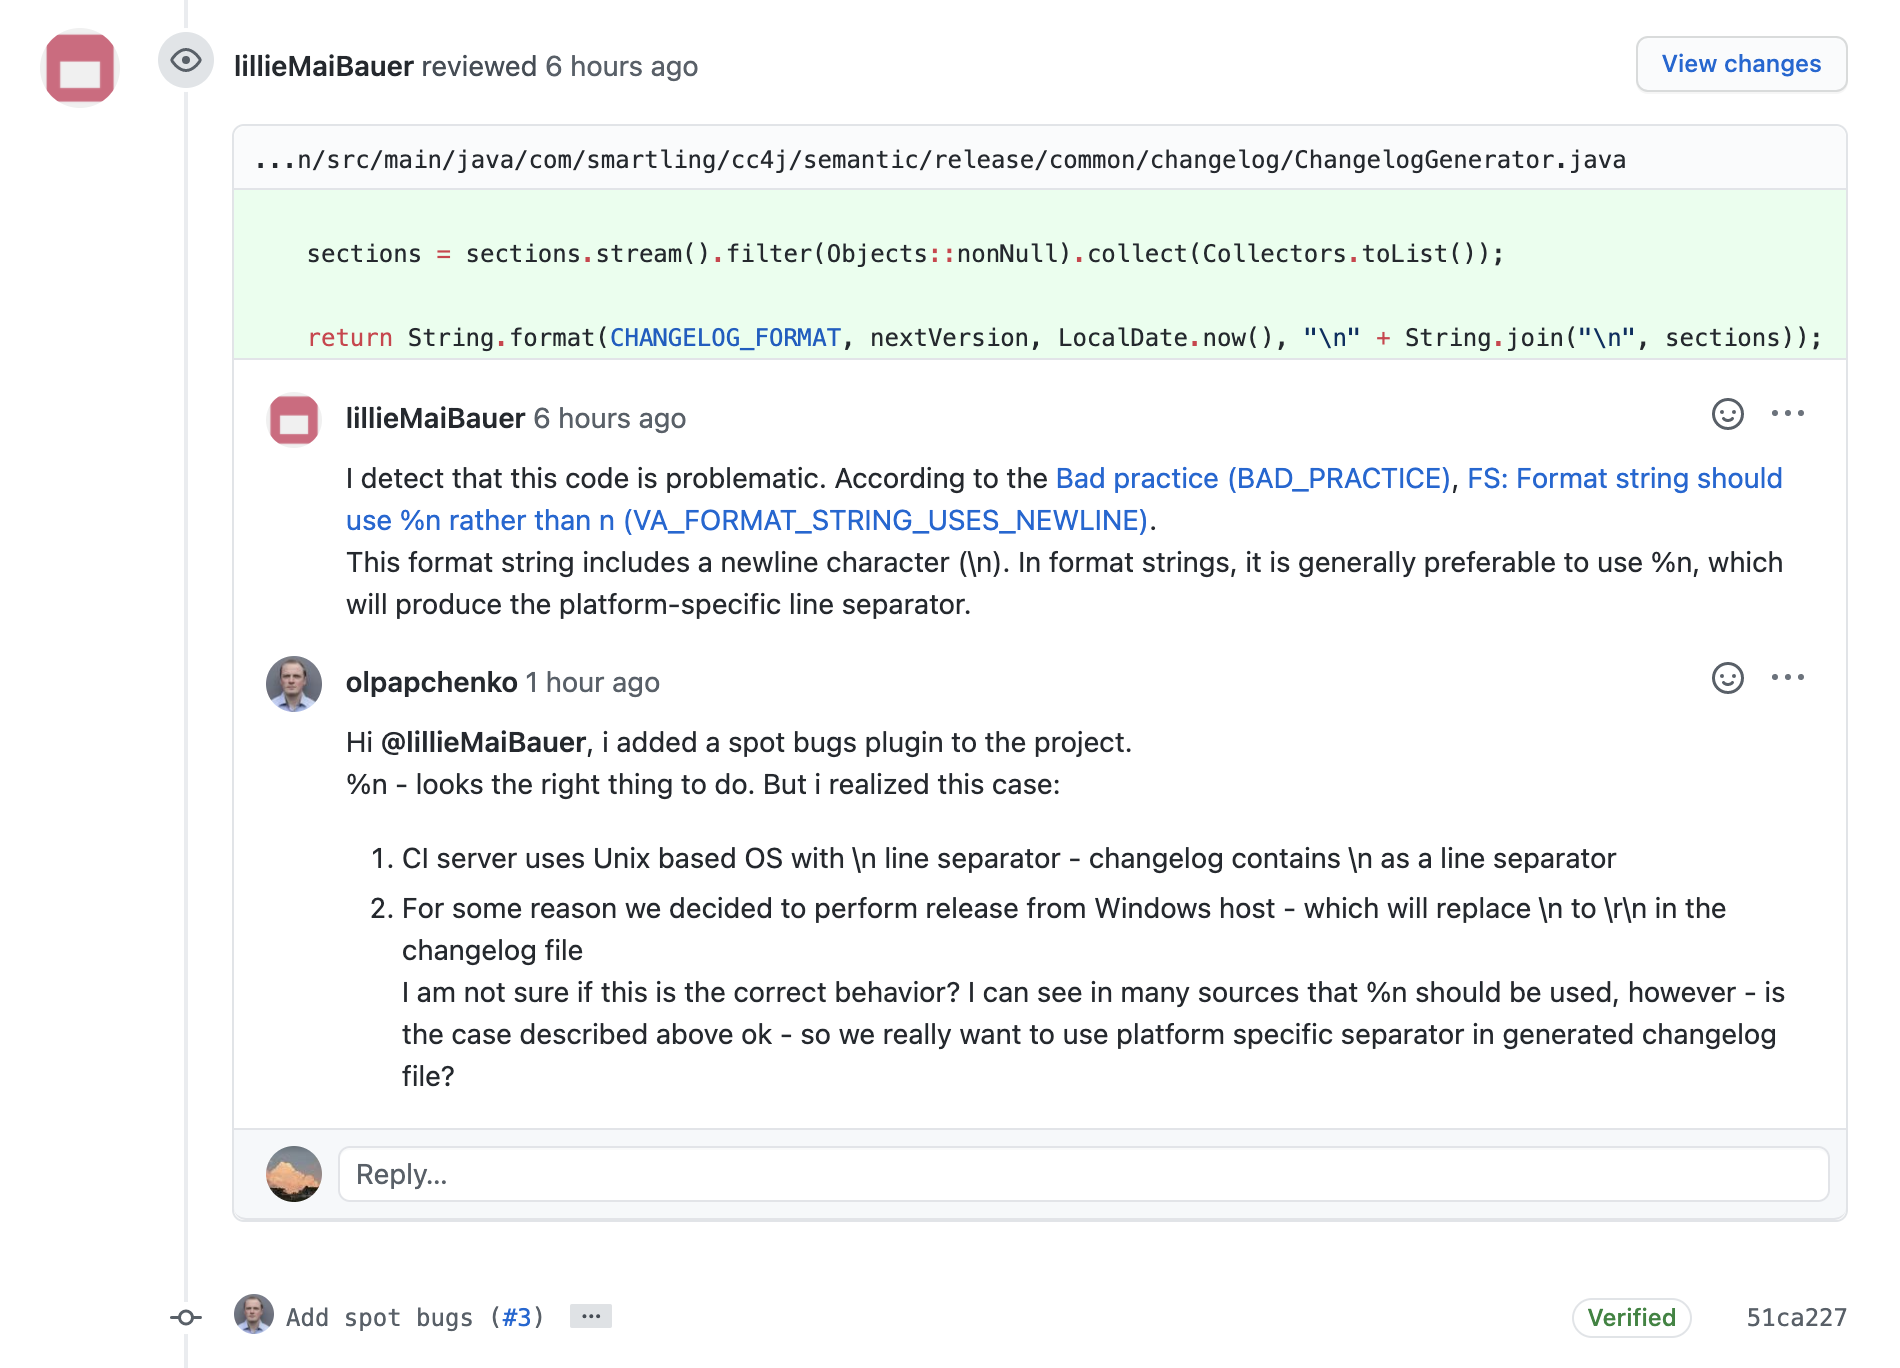 lillieMaiBauer reviewed 6 hours ago
View changes
...n/src/main/java/com/smartling/cc4j/semantic/release/common/changelog/ChangelogGenerator.java
sections = sections.stream().filter(Objects::nonNull).collect(Collectors.toList());
return String.format(CHANGELOG_FORMAT, nextVersion, LocalDate.now(), "\n" + String.join("\n", sections));
lillieMaiBauer 6 hours ago
I detect that this code is problematic. According to the Bad practice (BAD_PRACTICE), FS: Format string should
use %n rather than n (VA_FORMAT_STRING_USES_NEWLINE).
This format string includes a newline character (\n). In format strings, it is generally preferable to use %n, which
will produce the platform-specific line separator.
olpapchenko 1 hour ago
Hi @lillieMaiBauer, i added a spot bugs plugin to the project.
%n - looks the right thing to do. But i realized this case:
1. CI server uses Unix based OS with \n line separator - changelog contains \n as a line separator
2. For some reason we decided to perform release from Windows host - which will replace \n to \r\n in the
changelog file
I am not sure if this is the correct behavior? I can see in many sources that %n should be used, however - is
the case described above ok - so we really want to use platform specific separator in generated changelog
file?
Reply...
Add spot bugs (#3) ...
Verified
51ca227